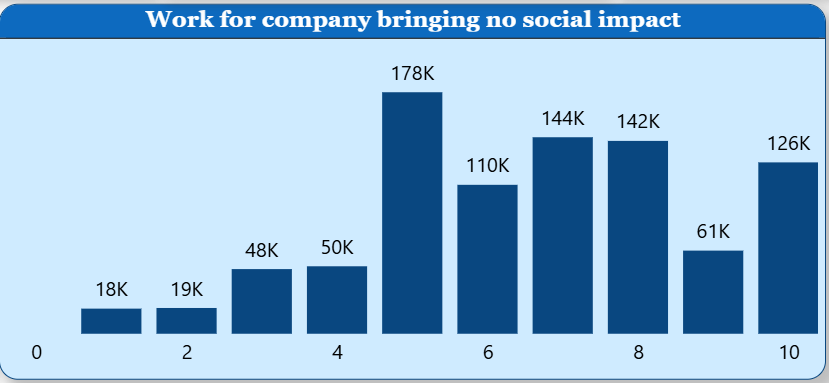 Work for company bringing no social impact
178K
144K
142K
126K
110K
61K
50K
48K
18K
19K
0 2 4 6 8 10